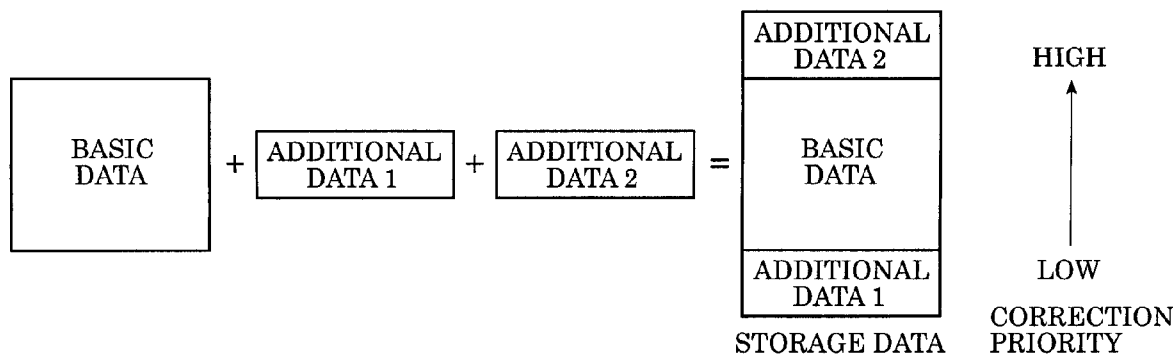 BASIC
DATA
+
ADDITIONAL
DATA 1
+
ADDITIONAL
DATA 2
=
ADDITIONAL
DATA 2
BASIC
DATA
ADDITIONAL
DATA 1
STORAGE DATA
HIGH
LOW
CORRECTION
PRIORITY